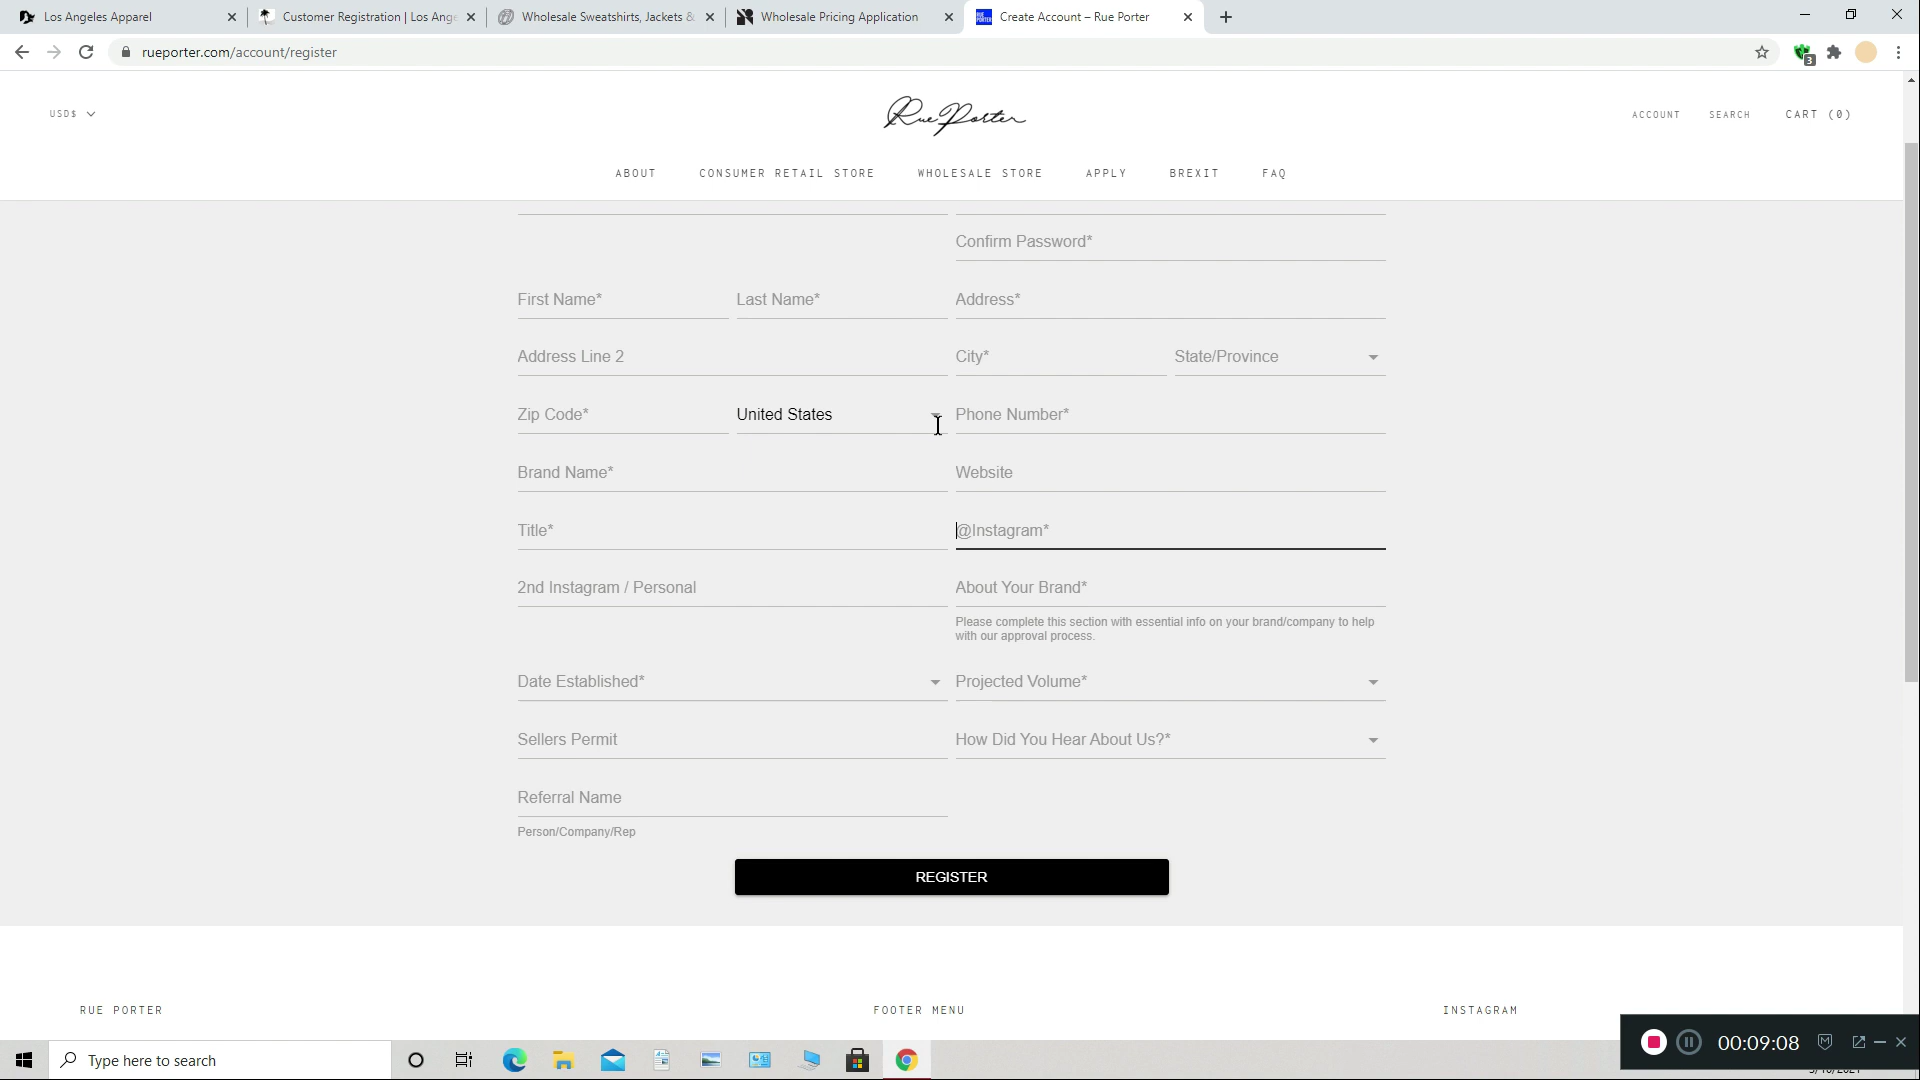 Los Angeles Apparel
Customer Registration | Los Ange
Wholesale Sweatshirts, Jackets &
Wholesale Pricing Application
Create Account – Rue Porter
rueporter.com/account/register
3
USD$
Rue Porter
ACCOUNT
SEARCH
CART (0)
ABOUT
CONSUMER RETAIL STORE
WHOLESALE STORE
APPLY
BREXIT
FAQ
Confirm Password*
First Name*
Last Name*
Address*
Address Line 2
City*
State/Province
Zip Code*
United States
Phone Number*
Brand Name*
Website
Title*
@Instagram*
2nd Instagram / Personal
About Your Brand*
Please complete this section with essential info on your brand/company to help
with our approval process.
Date Established*
Projected Volume*
Sellers Permit
How Did You Hear About Us?*
Referral Name
Person/Company/Rep
REGISTER
RUE PORTER
FOOTER MENU
INSTAGRAM
Type here to search
00:09:08